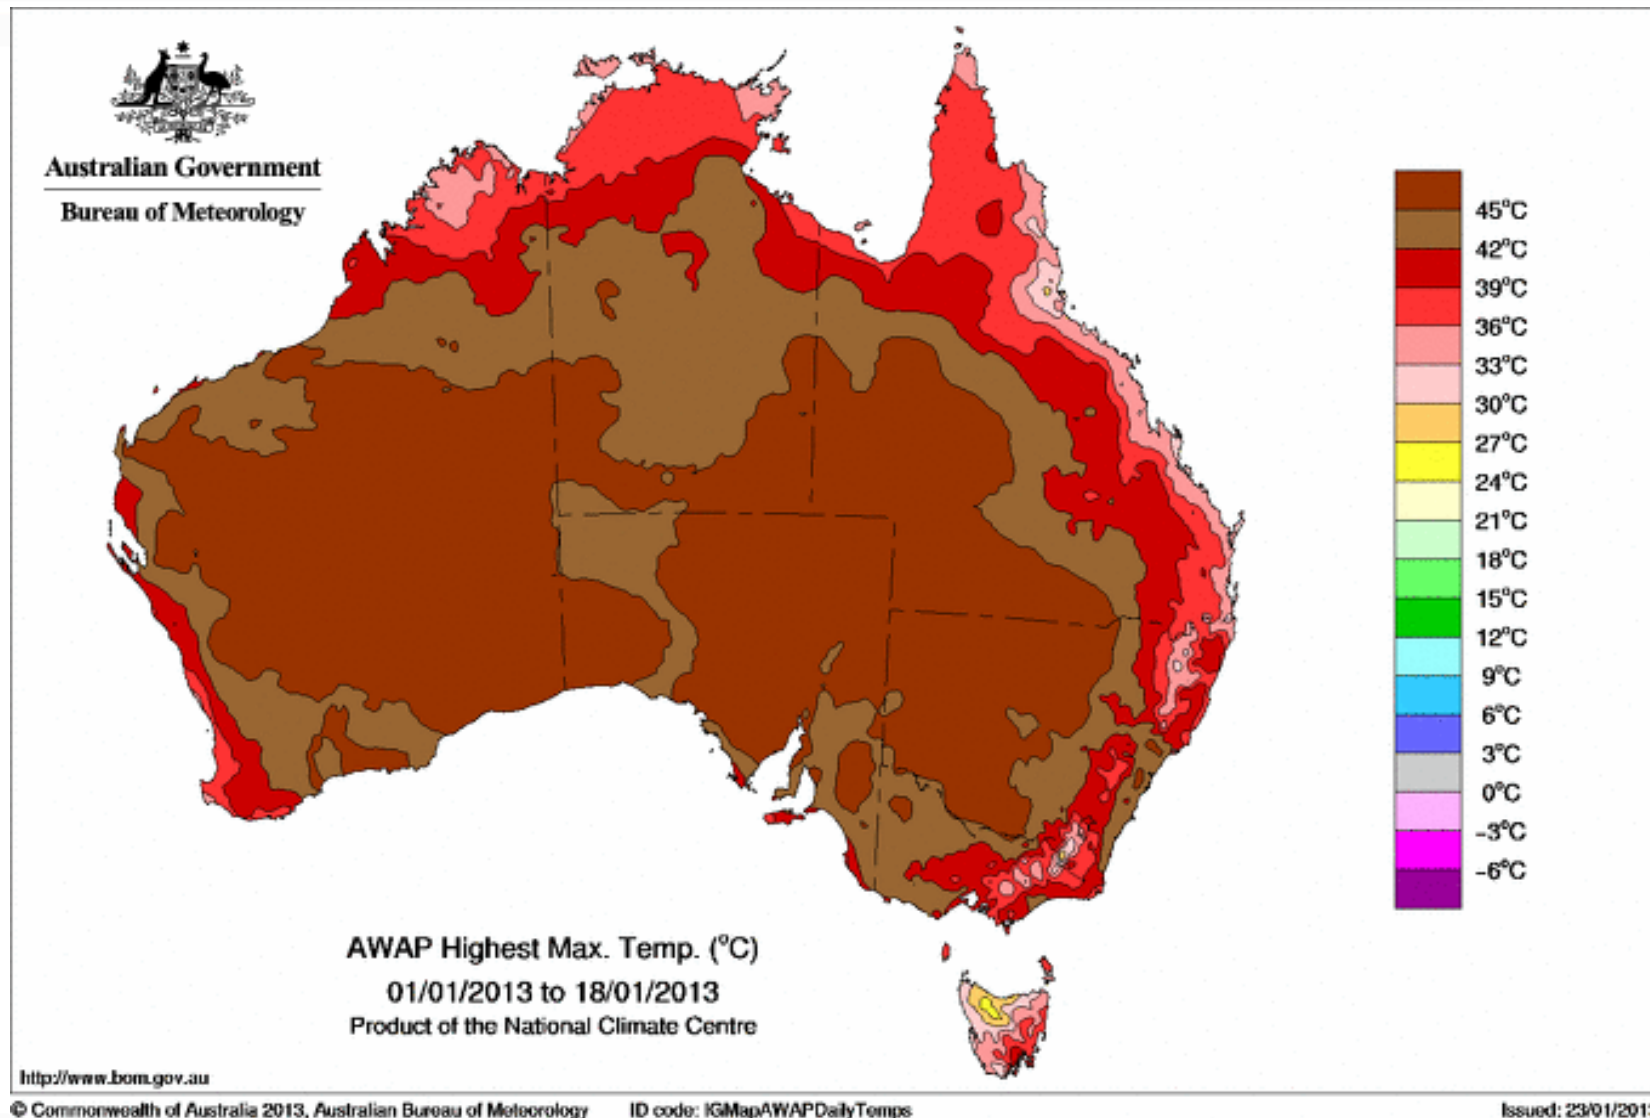 Australian Government
Bureau of Meteorology
45°C
42°C
39°C
36°C
33°C
30°C
27°C
24°C
21°C
18°C
15°C
12°C
9°C
6°C
3°C
0°C
-3°C
-6°C
AWAP Highest Max. Temp. (°C)
01/01/2013 to 18/01/2013
Product of the National Climate Centre
http://www.bom.gov.au
© Commonwealth of Australia 2013, Australian Bureau of Meteorology ID code: IGMapAWAPDailyTemps Issued: 23/01/201